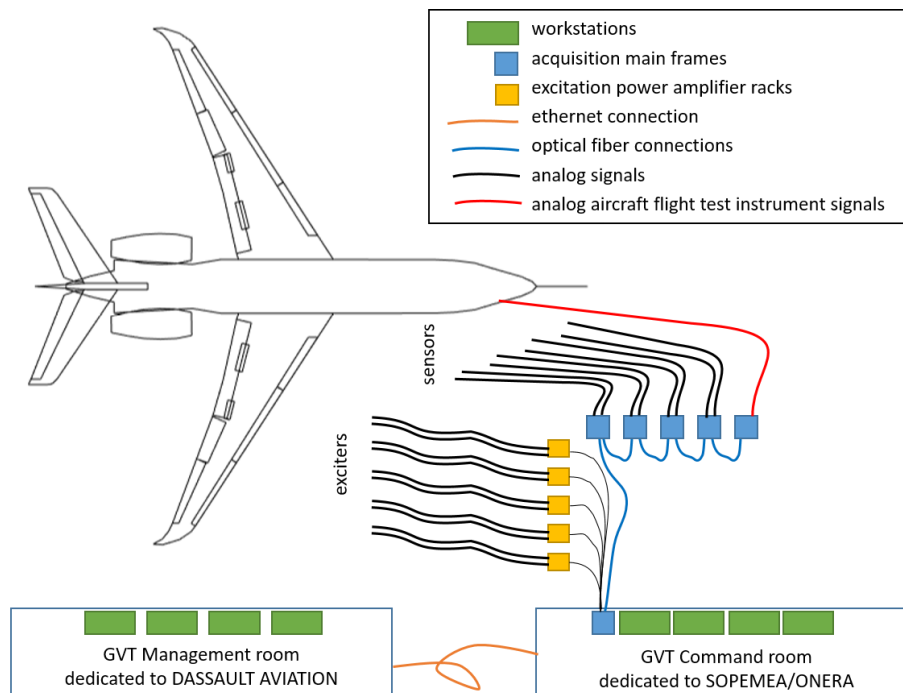 workstations
acquisition main frames
excitation power amplifier racks
ethernet connection
optical fiber connections
analog signals
analog aircraft flight test instrument signals
sensors
exciters
GVT Management room
dedicated to DASSAULT AVIATION
GVT Command room
dedicated to SOPEMEA/ONERA